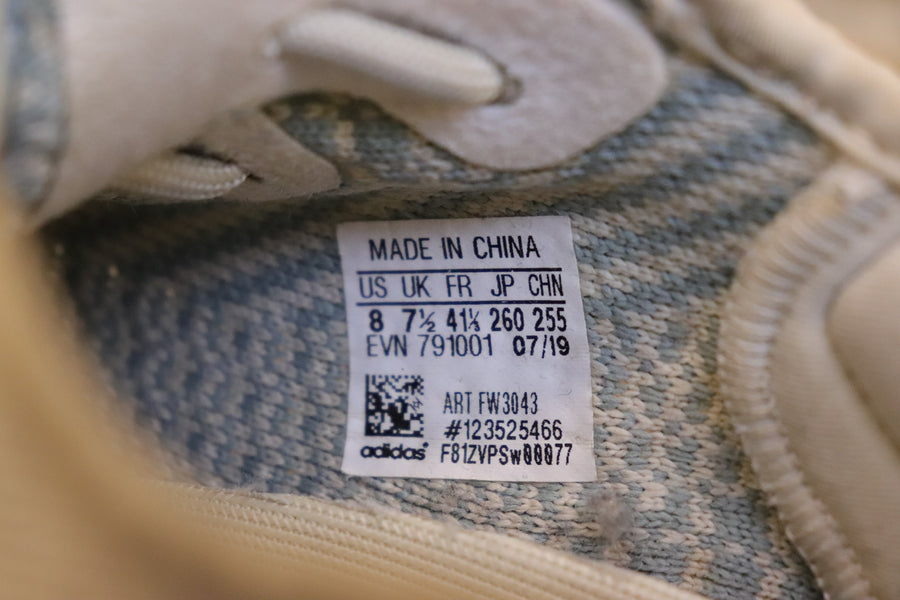 MADE IN CHINA
US UK FR JP CHN
8 7½ 41⅓ 260 255
EVN 791001 07/19
ART FW3043
#123525466
adidas® F81ZVPSw00077